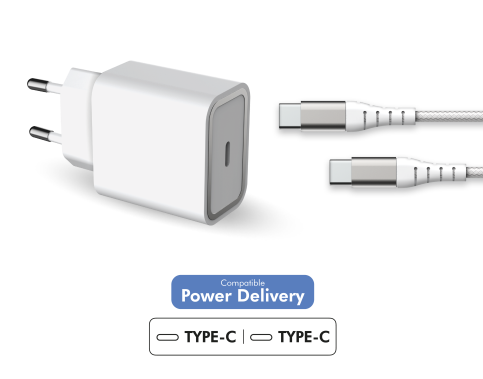 Compatible
Power Delivery
TYPE-C | TYPE-C